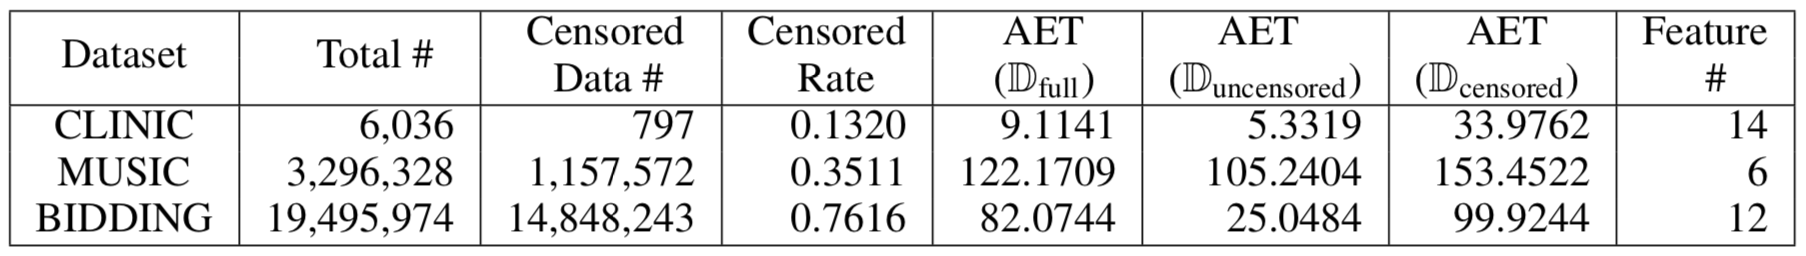 Dataset Total # Censored Data # Censored Rate AET (𝔻full) AET (𝔻uncensored) AET (𝔻censored) Feature #
CLINIC 6,036 797 0.1320 9.1141 5.3319 33.9762 14
MUSIC 3,296,328 1,157,572 0.3511 122.1709 105.2404 153.4522 6
BIDDING 19,495,974 14,848,243 0.7616 82.0744 25.0484 99.9244 12